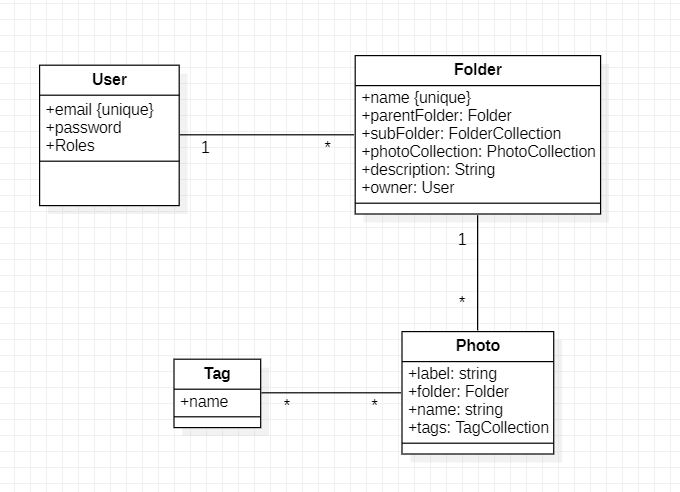 User
+email {unique}
+password
+Roles
1
*
Folder
+name {unique}
+parentFolder: Folder
+subFolder: FolderCollection
+photoCollection: PhotoCollection
+description: String
+owner: User
1
*
Tag
+name
*
*
Photo
+label: string
+folder: Folder
+name: string
+tags: TagCollection